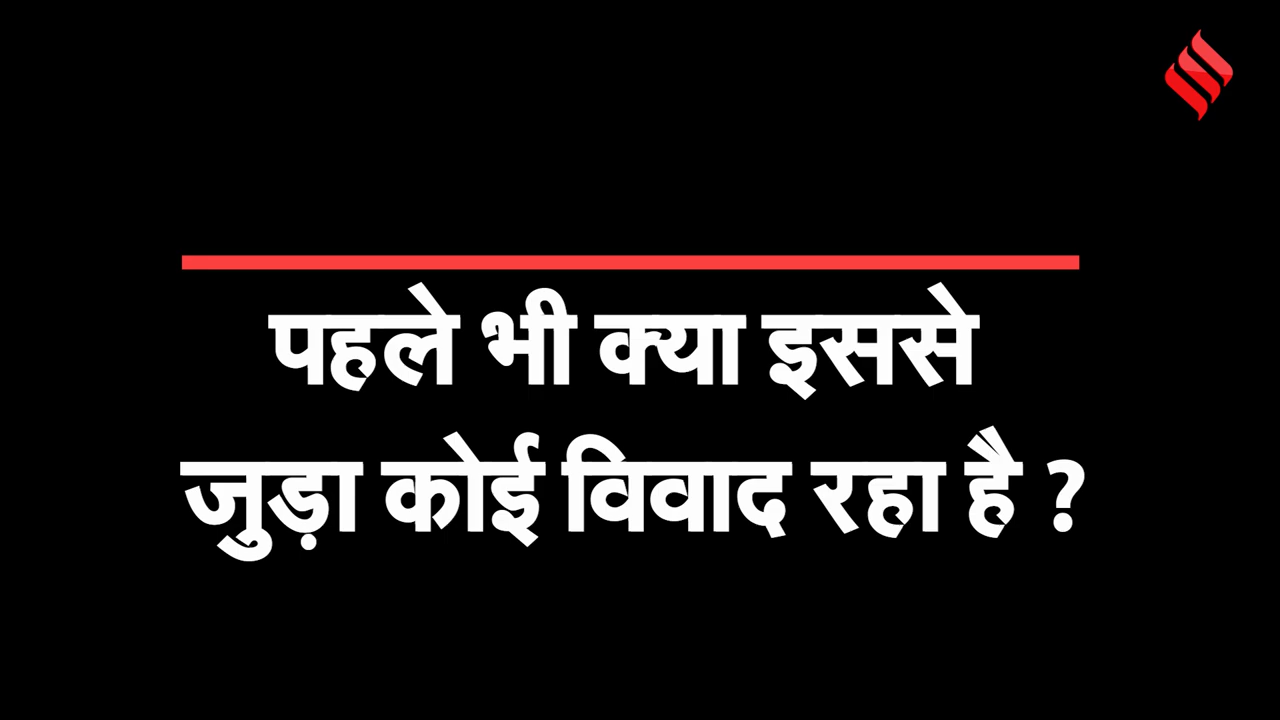 पहले भी क्या इससे
जुड़ा कोई विवाद रहा है ?